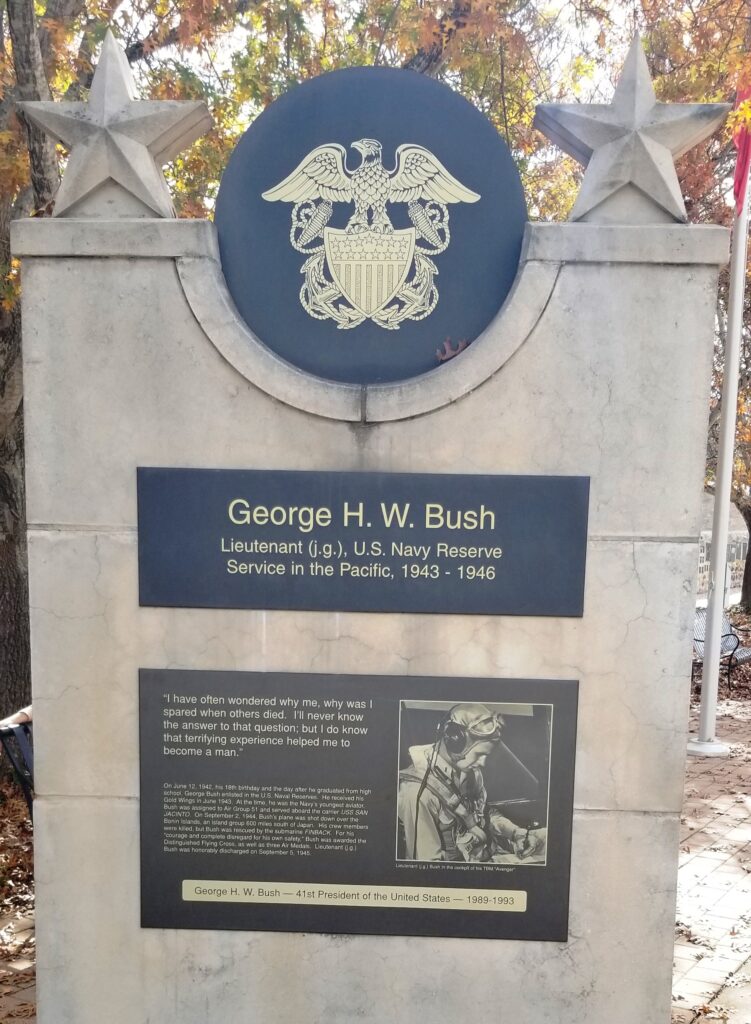 George H. W. Bush
Lieutenant (j.g.), U.S. Navy Reserve
Service in the Pacific, 1943 - 1946
"I have often wondered why me, why was I
spared when others died. I'll never know
the answer to that question; but I do know
that terrifying experience helped me to
become a man."
On June 12, 1942, his 18th birthday and the day after he graduated from high
school, George Bush enlisted in the U.S. Naval Reserves. He received his
Gold Wings in June 1943. At the time, he was the Navy's youngest aviator.
Bush was assigned to Air Group 51 and served aboard the carrier USS SAN
JACINTO. On September 2, 1944, Bush's plane was shot down over the
Bonin Islands, an island group 600 miles south of Japan. His crew members
were killed, but Bush was rescued by the submarine FINBACK. For his
"courage and complete disregard for his own safety," Bush was awarded the
Distinguished Flying Cross, as well as three Air Medals. Lieutenant (j.g.)
Bush was honorably discharged on September 5, 1945.
Lieutenant (j.g.) Bush in the cockpit of his TBM "Avenger"
George H. W. Bush — 41st President of the United States — 1989-1993